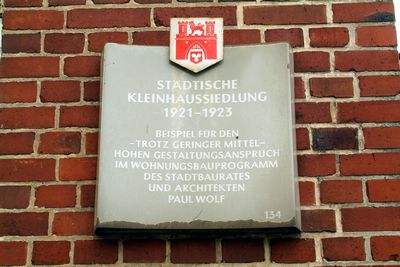 STÄDTISCHE
KLEINHAUSSIEDLUNG
1921–1923
BEISPIEL FÜR DEN
–TROTZ GERINGER MITTEL–
HOHEN GESTALTUNGSANSPRUCH
IM WOHNUNGSBAUPROGRAMM
DES STADTBAURATES
UND ARCHITEKTEN
PAUL WOLF
134